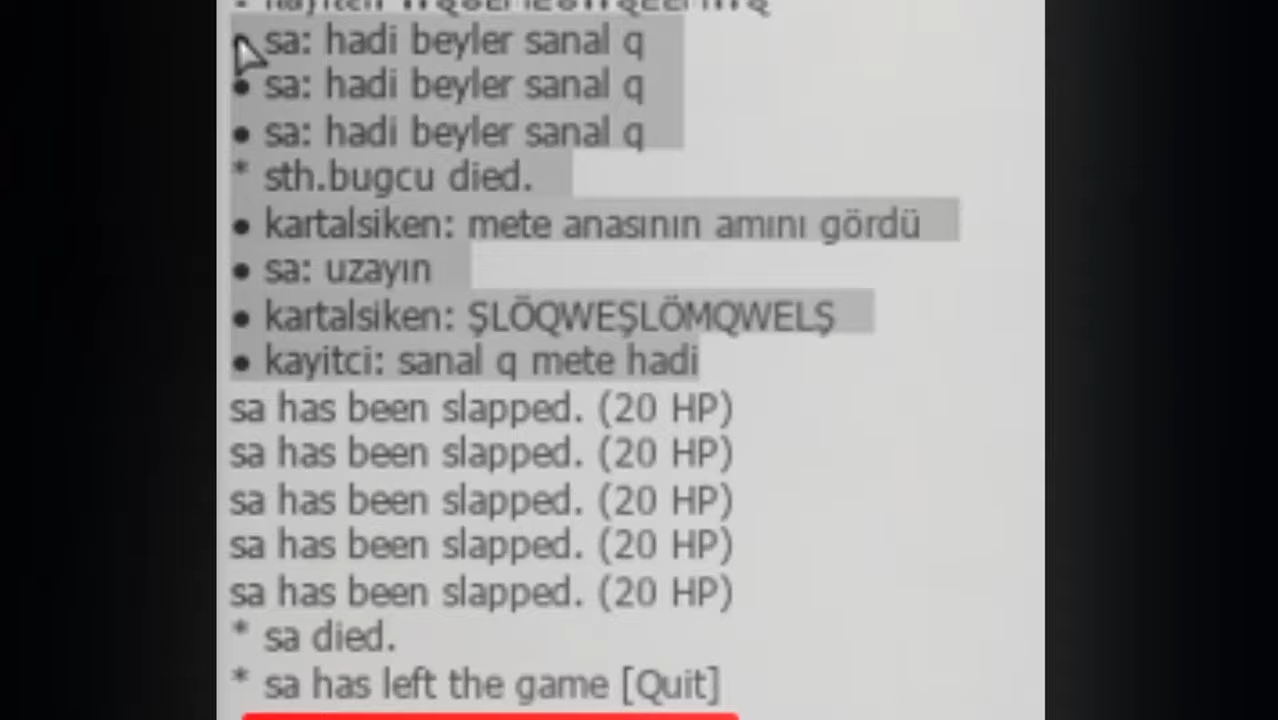 • sa: hadi beyler sanal q
• sa: hadi beyler sanal q
• sa: hadi beyler sanal q
* sth.bugcu died.
• kartalsiken: mete anasının amını gördü
• sa: uzayın
• kartalsiken: ŞLÖQWEŞLÖMQWELŞ
• kayitci: sanal q mete hadi
sa has been slapped. (20 HP)
sa has been slapped. (20 HP)
sa has been slapped. (20 HP)
sa has been slapped. (20 HP)
sa has been slapped. (20 HP)
* sa died.
* sa has left the game [Quit]